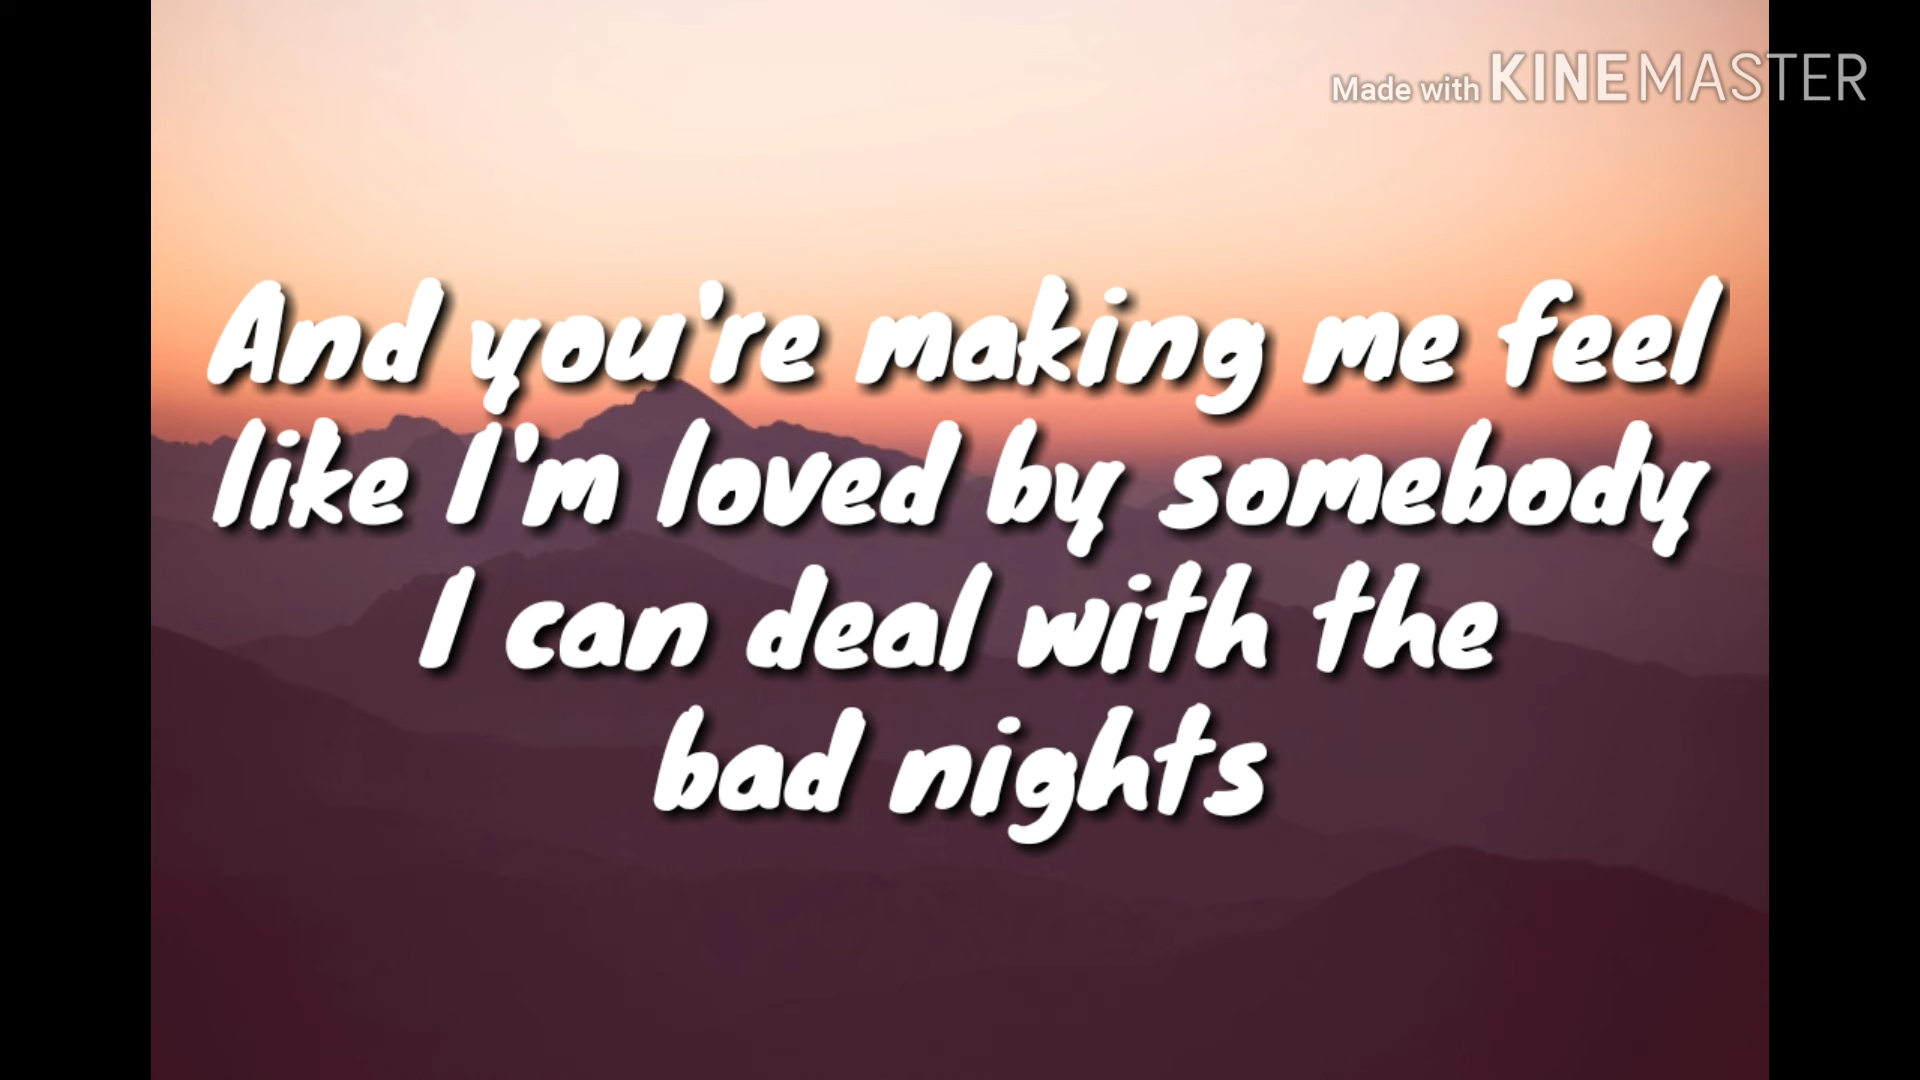 Made with KINEMASTER
And you're making me feel
like I'm loved by somebody
I can deal with the
bad nights